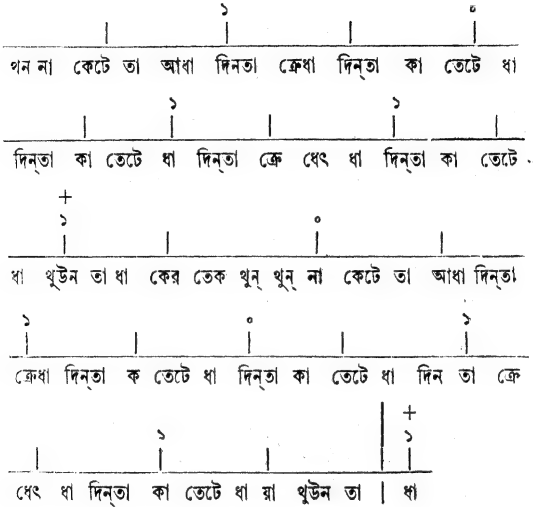 ১ ০
থন না কেটে তা আধা দিনতা ক্রেধা দিন্‌তা কা তেটে ধা
১ ১
দিন্‌তা কা তেটে ধা দিন্‌তা ক্রে ধেৎ ধা দিন্‌তা কা তেটে .
+
১ ০
ধা থুউন তা ধা কের তেক থুন্ থুন্ না কেটে তা আধা দিন্‌তা
১ ০ ১
ক্রেধা দিন্‌তা ক তেটে ধা দিন্‌তা কা তেটে ধা দিন তা ক্রে
+
১ ১
ধেৎ ধা দিন্‌তা কা তেটে ধা য়া থুউন তা | ধা